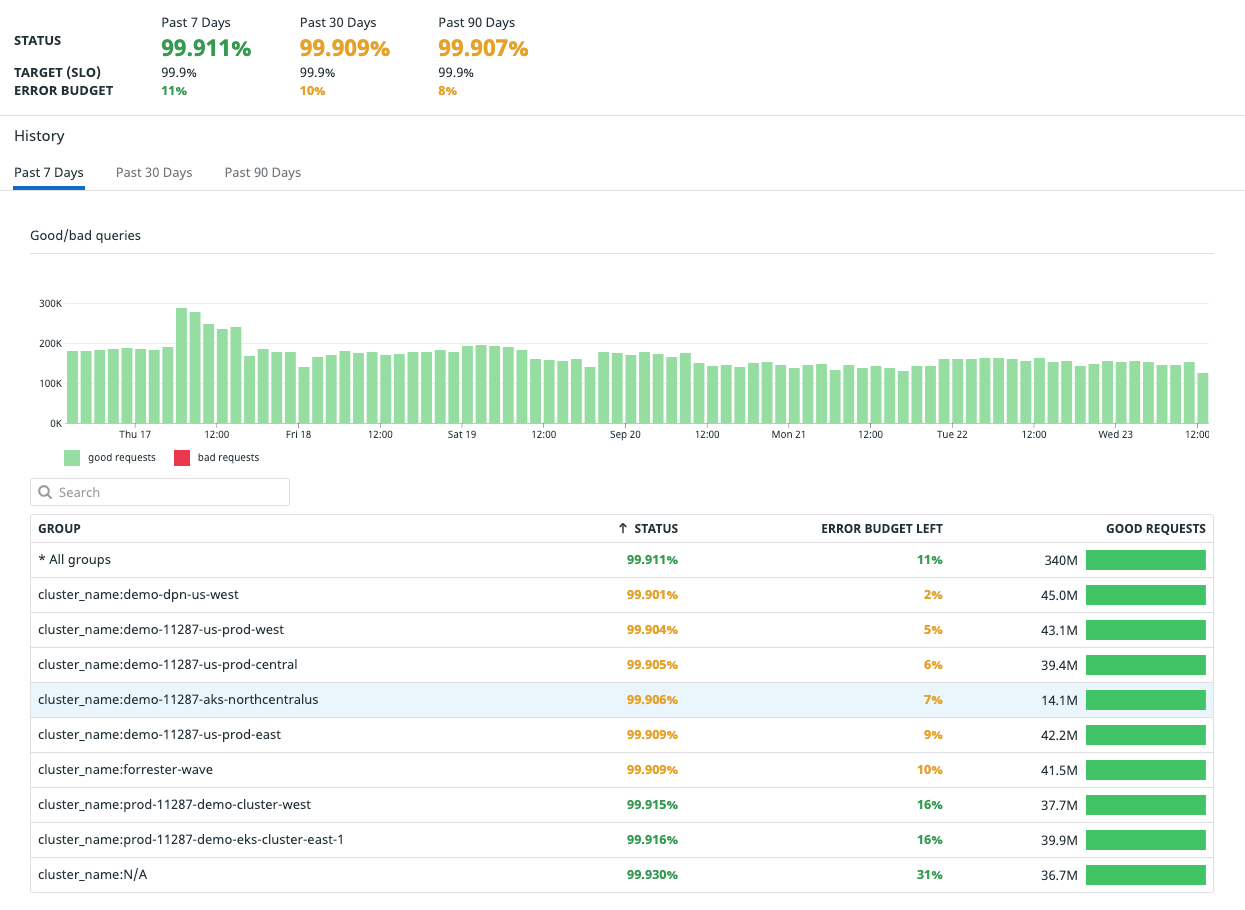 Past 7 Days Past 30 Days Past 90 Days
STATUS 99.911% 99.909% 99.907%
TARGET (SLO) 99.9% 99.9% 99.9%
ERROR BUDGET 11% 10% 8%
History
Past 7 Days Past 30 Days Past 90 Days
Good/bad queries
300K
200K
100K
0K
Thu 17 12:00 Fri 18 12:00 Sat 19 12:00 Sep 20 12:00 Mon 21 12:00 Tue 22 12:00 Wed 23 12:00
good requests bad requests
Search
GROUP ↑ STATUS ERROR BUDGET LEFT GOOD REQUESTS
* All groups 99.911% 11% 340M
cluster_name:demo-dpn-us-west 99.901% 2% 45.0M
cluster_name:demo-11287-us-prod-west 99.904% 5% 43.1M
cluster_name:demo-11287-us-prod-central 99.905% 6% 39.4M
cluster_name:demo-11287-aks-northcentralus 99.906% 7% 14.1M
cluster_name:demo-11287-us-prod-east 99.909% 9% 42.2M
cluster_name:forrester-wave 99.909% 10% 41.5M
cluster_name:prod-11287-demo-cluster-west 99.915% 16% 37.7M
cluster_name:prod-11287-demo-eks-cluster-east-1 99.916% 16% 39.9M
cluster_name:N/A 99.930% 31% 36.7M